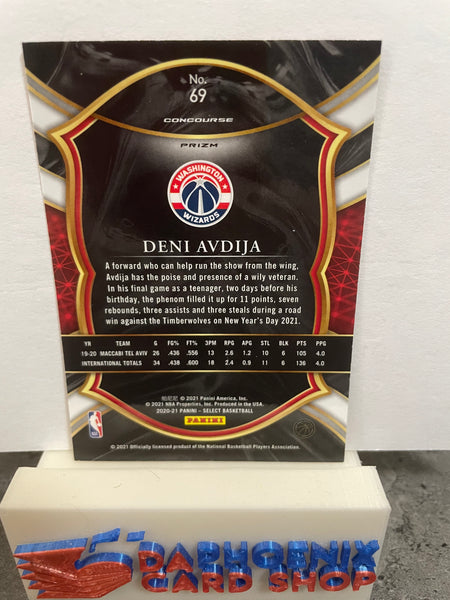 No.
69
CONCOURSE
PRIZM
WASHINGTON
WIZARDS
DENI AVDIJA
A forward who can help run the show from the wing,
Avdija has the poise and presence of a wily veteran.
In his final game as a teenager, two days before his
birthday, the phenom filled it up for 11 points, seven
rebounds, three assists and three steals during a road
win against the Timberwolves on New Year's Day 2021.
YR TEAM G FG% FT% 3PM RPG APG STL BLK PTS PPG
19-20 MACCABI TEL AVIV 26 .436 .556 13 2.6 1.2 10 6 105 4.0
INTERNATIONAL TOTALS 34 .438 .600 18 2.4 0.9 11 6 136 4.0
帕尼尼 © 2021 Panini America, Inc.
© 2021 NBA Properties, Inc. Produced in the USA.
2020-21 PANINI - SELECT BASKETBALL
PANINI
© 2021 Officially licensed product of the National Basketball Players Association.
DAPHOENIX
CARD SHOP